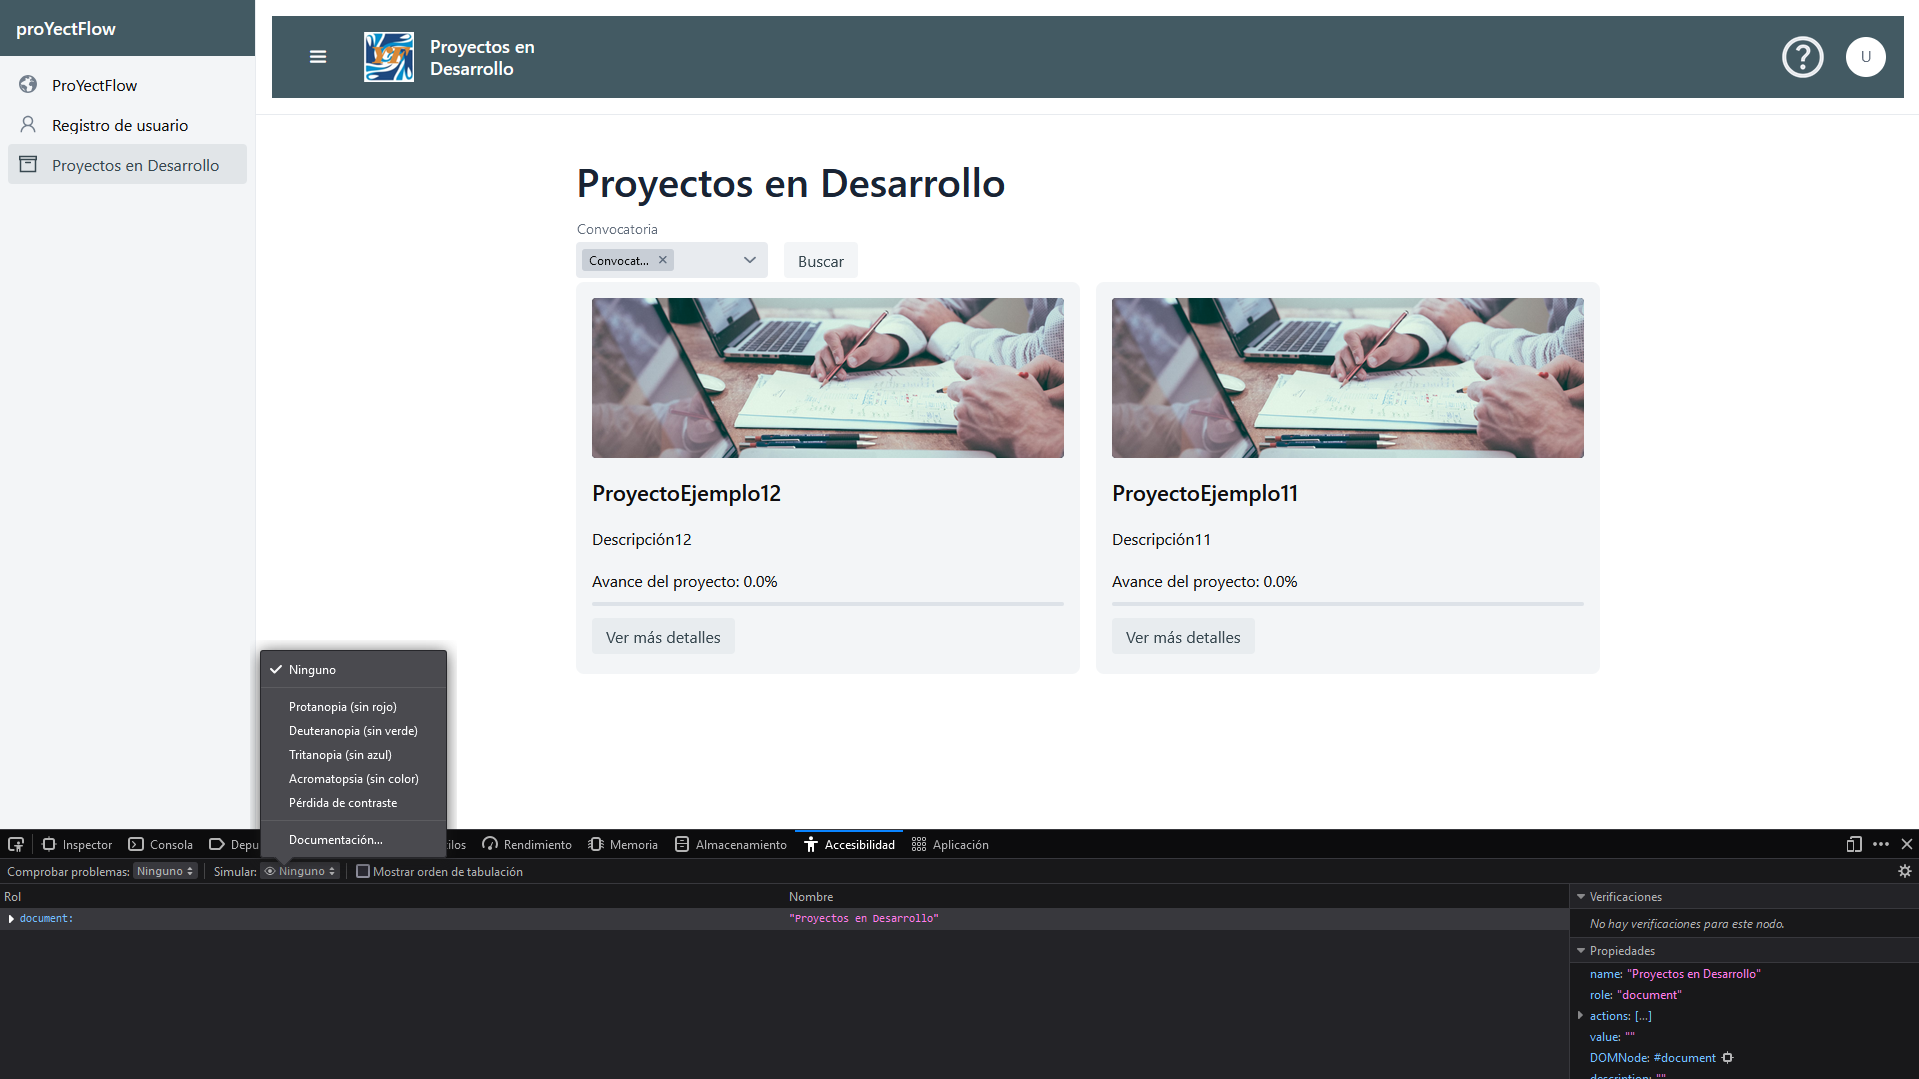 proYectFlow
ProYectFlow
Registro de usuario
Proyectos en Desarrollo
Proyectos en
Desarrollo
U
Proyectos en Desarrollo
Convocatoria
Convocat...
Buscar
ProyectoEjemplo12
Descripción12
Avance del proyecto: 0.0%
Ver más detalles
ProyectoEjemplo11
Descripción11
Avance del proyecto: 0.0%
Ver más detalles
Ninguno
Protanopia (sin rojo)
Deuteranopia (sin verde)
Tritanopia (sin azul)
Acromatopsia (sin color)
Pérdida de contraste
Documentación...
Inspector Consola Depu ilos Rendimiento Memoria Almacenamiento Accesibilidad Aplicación
Comprobar problemas: Ninguno Simular: Ninguno Mostrar orden de tabulación
Rol Nombre
document: "Proyectos en Desarrollo"
Verificaciones
No hay verificaciones para este nodo.
Propiedades
name: "Proyectos en Desarrollo"
role: "document"
actions: [...]
value: ""
DOMNode: #document
description: ""